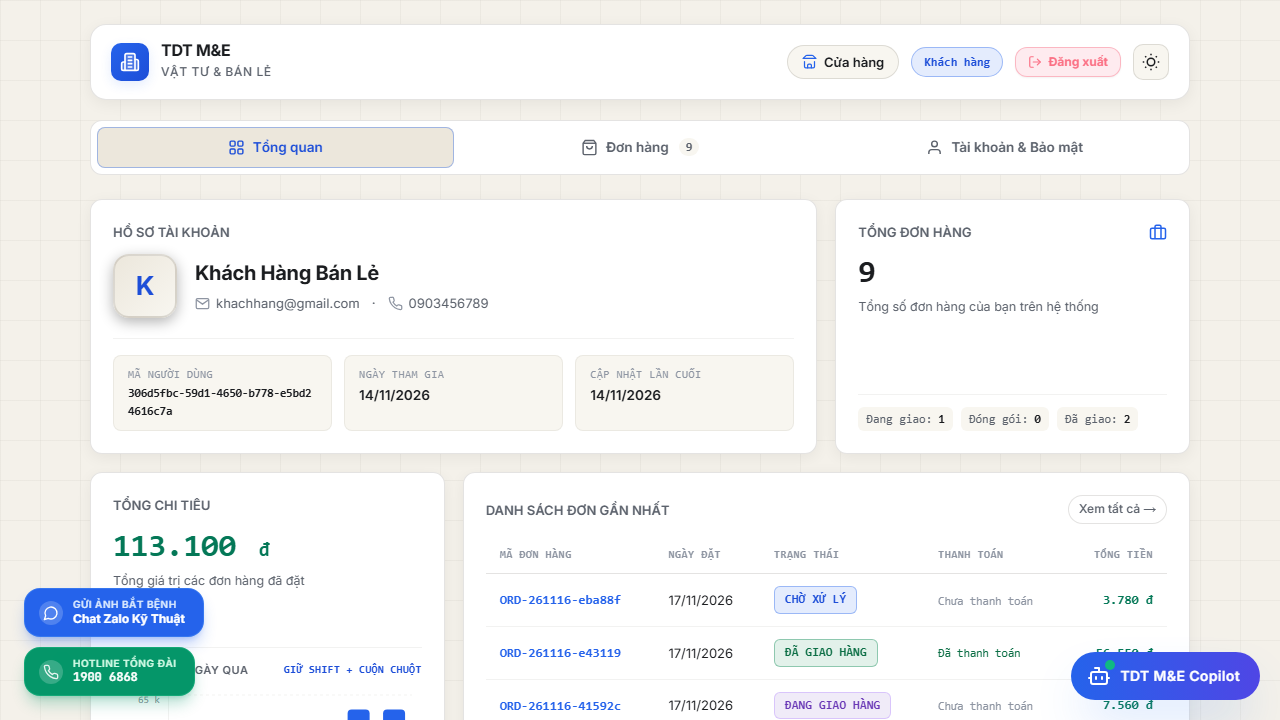 TDT M&E
VẬT TƯ & BÁN LẺ
Cửa hàng
Khách hàng
Đăng xuất
Tổng quan
Đơn hàng 9
Tài khoản & Bảo mật
HỒ SƠ TÀI KHOẢN
K
Khách Hàng Bán Lẻ
khachhang@gmail.com · 0903456789
MÃ NGƯỜI DÙNG
306d5fbc-59d1-4650-b778-e5bd2
4616c7a
NGÀY THAM GIA
14/11/2026
CẬP NHẬT LẦN CUỐI
14/11/2026
TỔNG ĐƠN HÀNG
9
Tổng số đơn hàng của bạn trên hệ thống
Đang giao: 1
Đóng gói: 0
Đã giao: 2
TỔNG CHI TIÊU
113.100 đ
Tổng giá trị các đơn hàng đã đặt
GỬI ẢNH BẮT BỆNH
Chat Zalo Kỹ Thuật
HOTLINE TỔNG ĐÀI
1900 6868
GÀY QUA
GIỮ SHIFT + CUỘN CHUỘT
65 k
DANH SÁCH ĐƠN GẦN NHẤT
Xem tất cả →
MÃ ĐƠN HÀNG NGÀY ĐẶT TRẠNG THÁI THANH TOÁN TỔNG TIỀN
ORD-261116-eba88f 17/11/2026 CHỜ XỬ LÝ Chưa thanh toán 3.780 đ
ORD-261116-e43119 17/11/2026 ĐÃ GIAO HÀNG Đã thanh toán
ORD-261116-41592c 17/11/2026 ĐANG GIAO HÀNG Chưa thanh toán 7.560 đ
TDT M&E Copilot